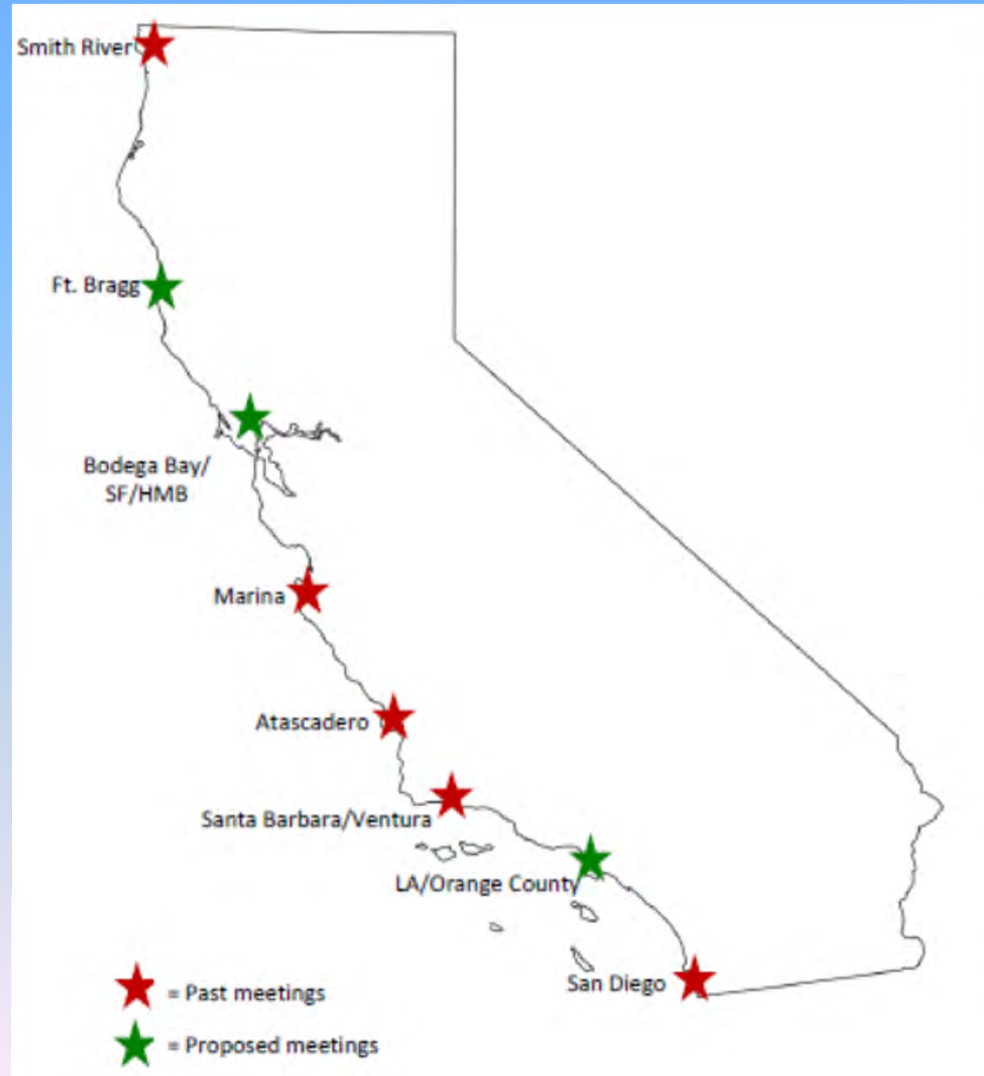 Smith River
Ft. Bragg
Bodega Bay/
SF/HMB
Marina
Atascadero
Santa Barbara/Ventura
LA/Orange County
San Diego
= Past meetings
= Proposed meetings